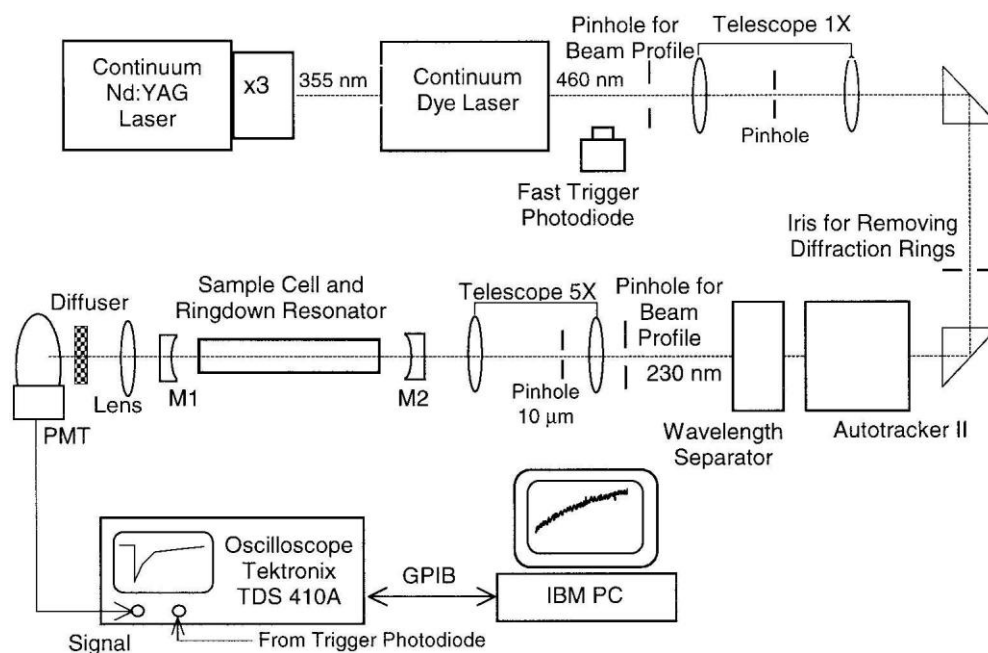 Continuum
Nd:YAG
Laser
x3
355 nm
Continuum
Dye Laser
460 nm
Pinhole for
Beam Profile
Telescope 1X
Pinhole
Fast Trigger
Photodiode
Iris for Removing
Diffraction Rings
Diffuser
Sample Cell and
Ringdown Resonator
Telescope 5X
Pinhole for
Beam
Profile
230 nm
Lens
M1
M2
Pinhole
10 μm
PMT
Wavelength
Separator
Autotracker II
Oscilloscope
Tektronix
TDS 410A
GPIB
IBM PC
Signal
From Trigger Photodiode